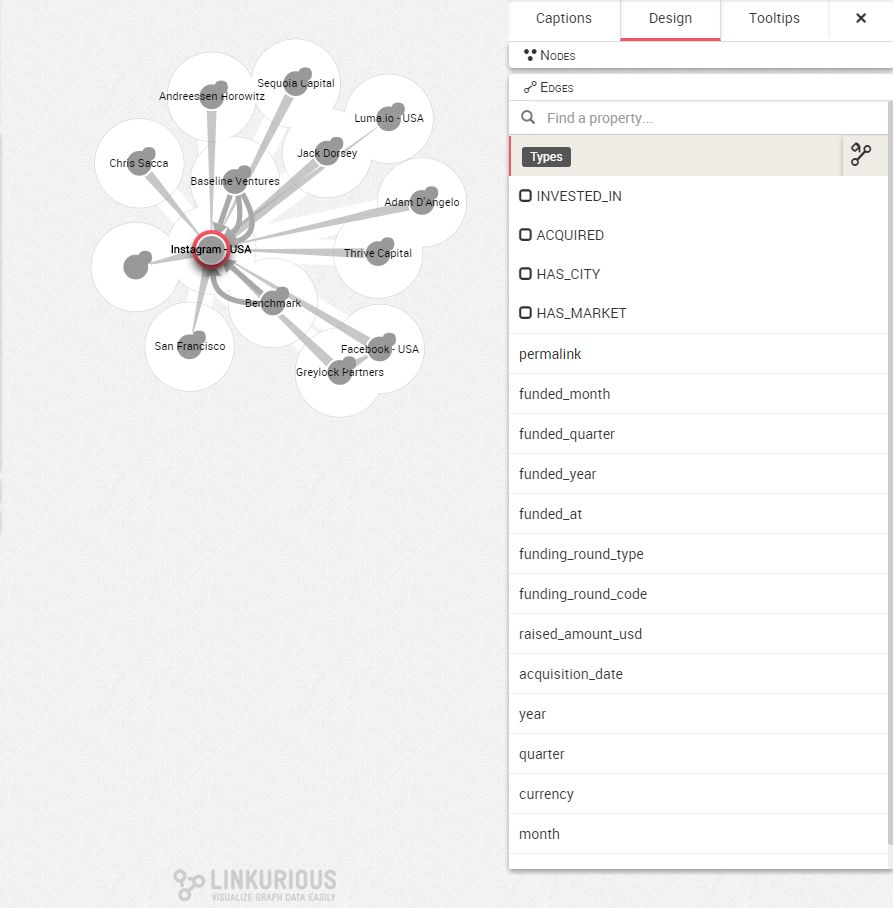 Captions
Design
Tooltips
Nodes
Edges
Find a property...
Types
INVESTED_IN
ACQUIRED
HAS_CITY
HAS_MARKET
permalink
funded_month
funded_quarter
funded_year
funded_at
funding_round_type
funding_round_code
raised_amount_usd
acquisition_date
year
quarter
currency
month
Sequoia Capital
Andreessen Horowitz
Luma.io - USA
Jack Dorsey
Chris Sacca
Baseline Ventures
Adam D'Angelo
Instagram - USA
Thrive Capital
Benchmark
San Francisco
Facebook - USA
Greylock Partners
LINKURIOUS
VISUALIZE GRAPH DATA EASILY